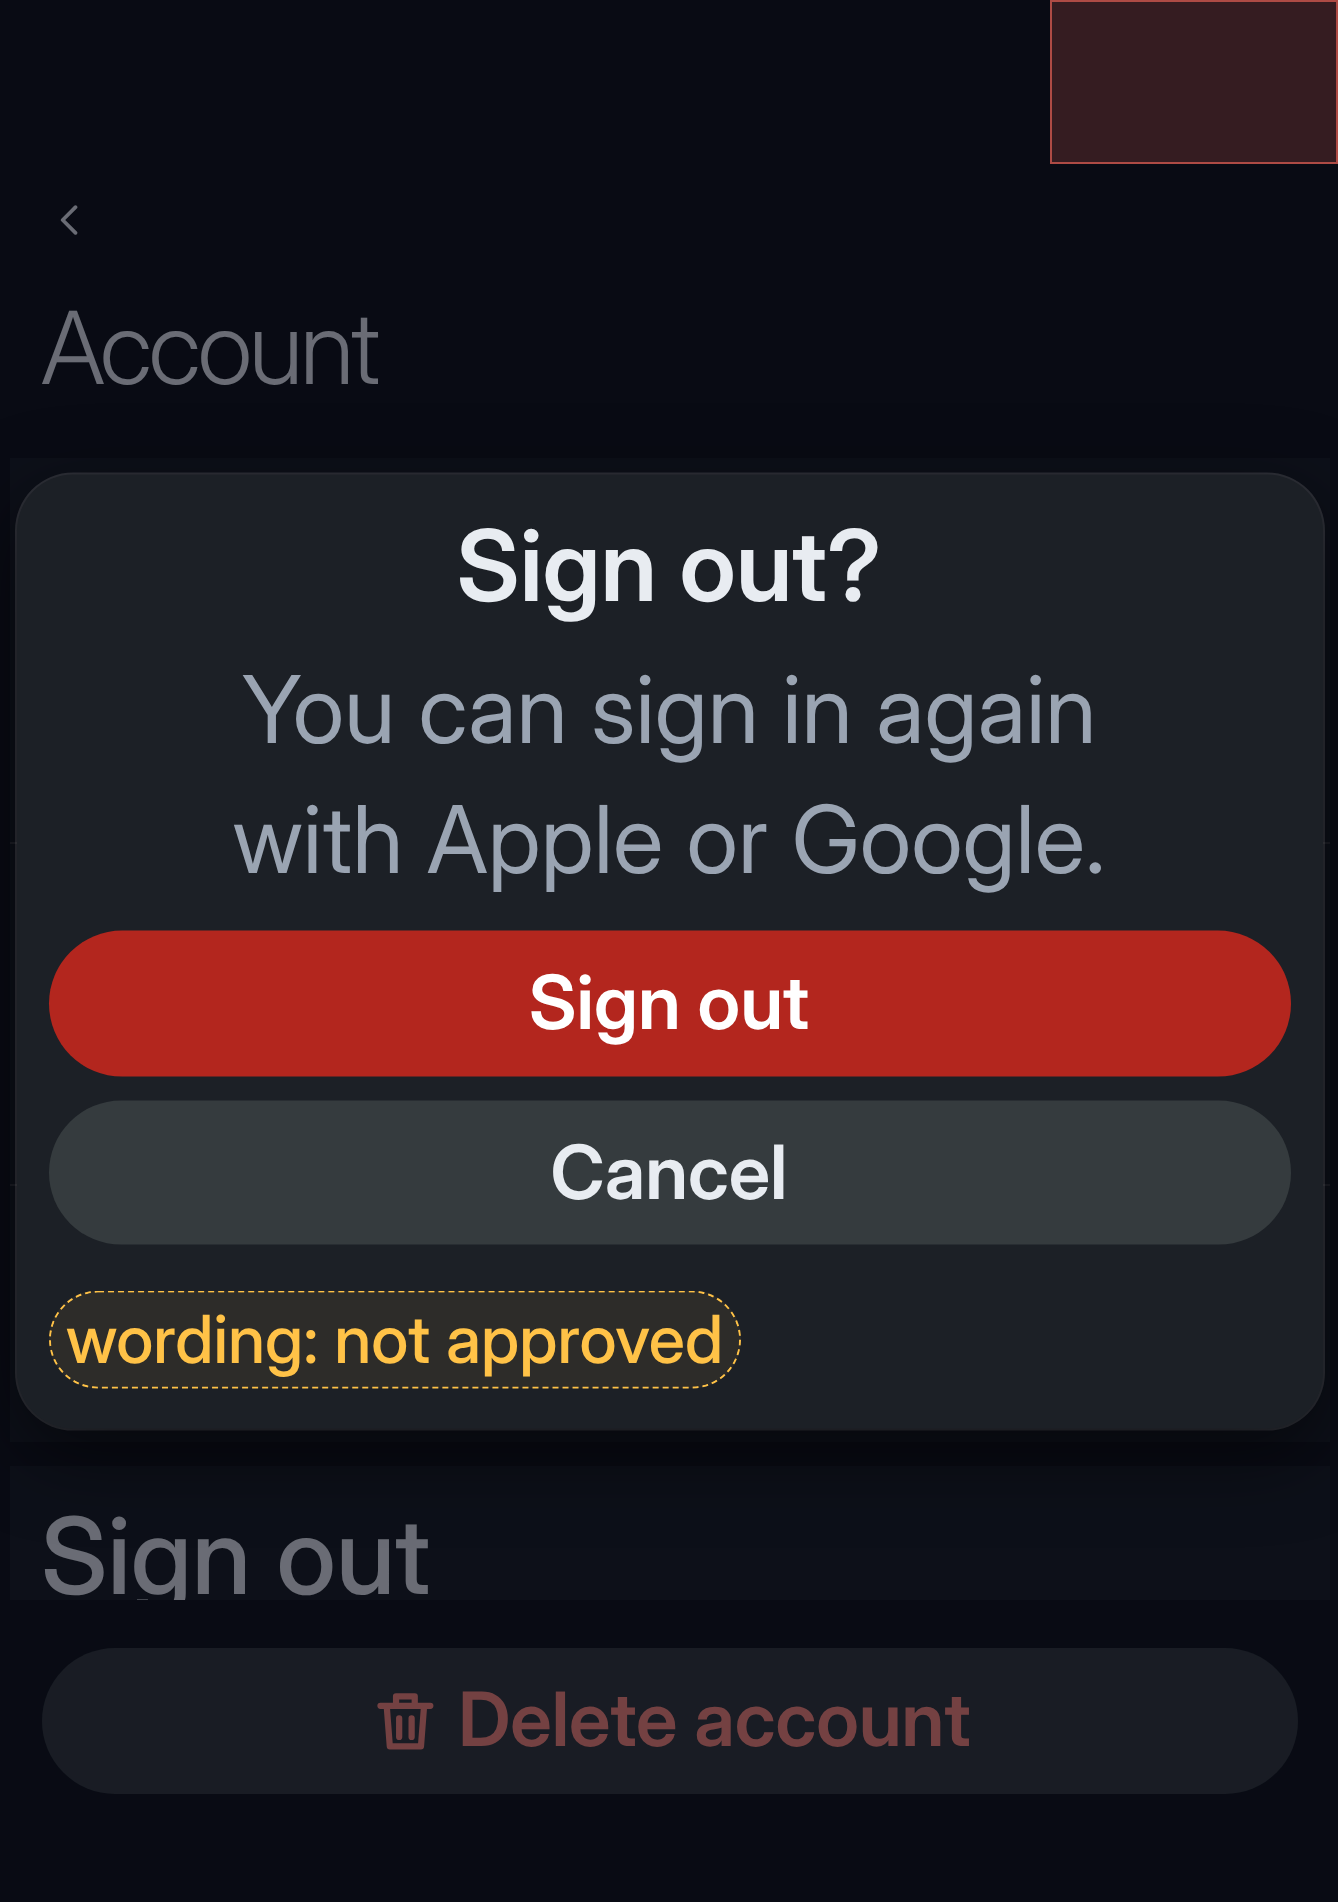 Account
Sign out?
You can sign in again
with Apple or Google.
Sign out
Cancel
wording: not approved
Sign out
Delete account